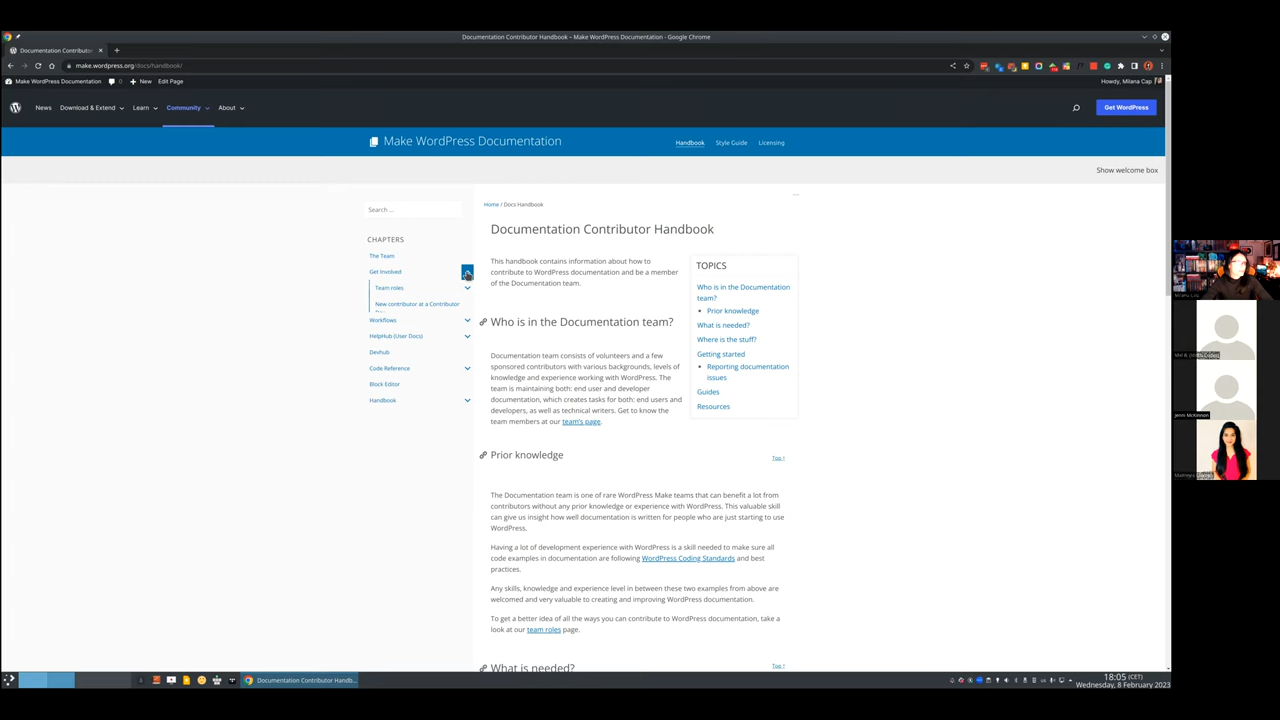 Documentation Contributor Handbook – Make WordPress Documentation - Google Chrome
Documentation Contributor
make.wordpress.org/docs/handbook/
Make WordPress Documentation 0 New Edit Page Howdy, Milana Cap
News Download & Extend Learn Community About Get WordPress
Make WordPress Documentation Handbook Style Guide Licensing
Show welcome box
Search ...
CHAPTERS
The Team
Get Involved
Team roles
New contributor at a Contributor
Workflows
HelpHub (User Docs)
Devhub
Code Reference
Block Editor
Handbook
Home / Docs Handbook
Documentation Contributor Handbook
This handbook contains information about how to
contribute to WordPress documentation and be a member
of the Documentation team.
TOPICS
Who is in the Documentation
team?
Prior knowledge
What is needed?
Where is the stuff?
Getting started
Reporting documentation
issues
Guides
Resources
Who is in the Documentation team?
Documentation team consists of volunteers and a few
sponsored contributors with various backgrounds, levels of
knowledge and experience working with WordPress. The
team is maintaining both: end user and developer
documentation, which creates tasks for both: end users and
developers, as well as technical writers. Get to know the
team members at our team's page.
Prior knowledge
Top ↑
The Documentation team is one of rare WordPress Make teams that can benefit a lot from
contributors without any prior knowledge or experience with WordPress. This valuable skill
can give us insight how well documentation is written for people who are just starting to use
WordPress.
Having a lot of development experience with WordPress is a skill needed to make sure all
code examples in documentation are following WordPress Coding Standards and best
practices.
Any skills, knowledge and experience level in between these two examples from above are
welcomed and very valuable to creating and improving WordPress documentation.
To get a better idea of all the ways you can contribute to WordPress documentation, take a
look at our team roles page.
What is needed?
Top ↑
Jenni McKinnon
Documentation Contributor Handb...
18:05 (CET)
Wednesday, 8 February 2023